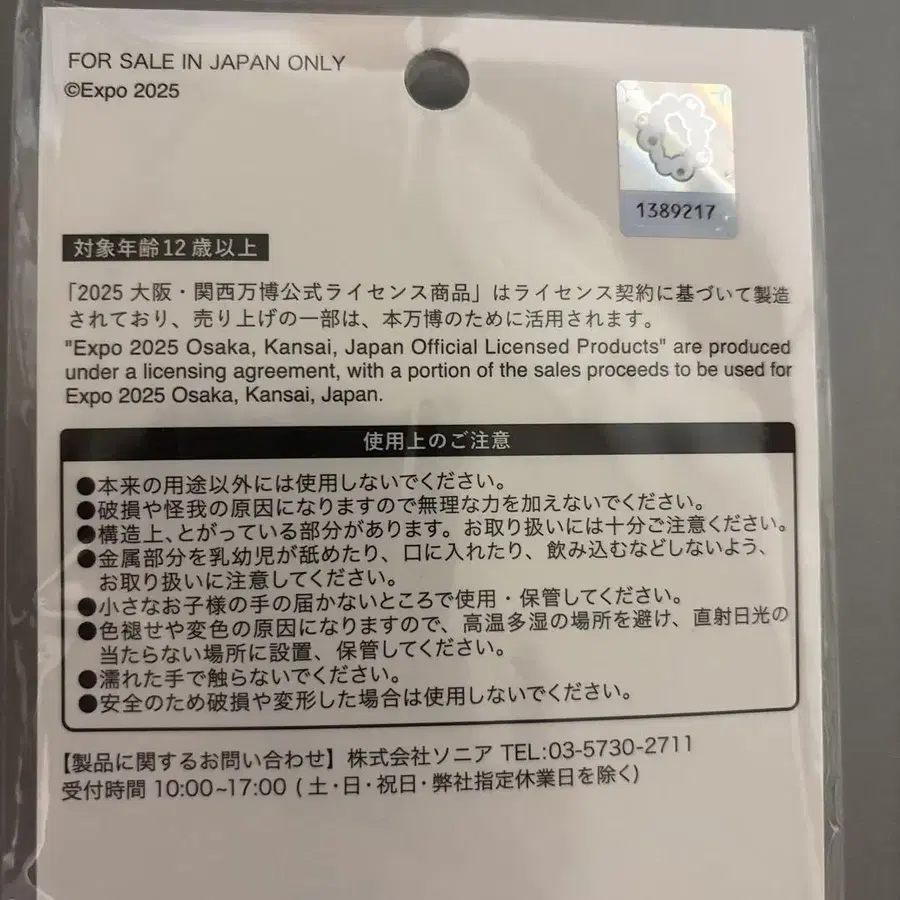 FOR SALE IN JAPAN ONLY
©Expo 2025
1389217
対象年齢12歳以上
「2025 大阪・関西万博公式ライセンス商品」はライセンス契約に基づいて製造
されており、売り上げの一部は、本万博のために活用されます。
"Expo 2025 Osaka, Kansai, Japan Official Licensed Products" are produced
under a licensing agreement, with a portion of the sales proceeds to be used for
Expo 2025 Osaka, Kansai, Japan.
使用上のご注意
●本来の用途以外には使用しないでください。
●破損や怪我の原因になりますので無理な力を加えないでください。
●構造上、とがっている部分があります。お取り扱いには十分ご注意ください。
●金属部分を乳幼児が舐めたり、口に入れたり、飲み込むなどしないよう、
お取り扱いに注意してください。
●小さなお子様の手の届かないところで使用・保管してください。
●色褪せや変色の原因になりますので、高温多湿の場所を避け、直射日光の
当たらない場所に設置、保管してください。
●濡れた手で触らないでください。
●安全のため破損や変形した場合は使用しないでください。
【製品に関するお問い合わせ】株式会社ソニア TEL:03-5730-2711
受付時間 10:00~17:00 (土・日・祝日・弊社指定休業日を除く)